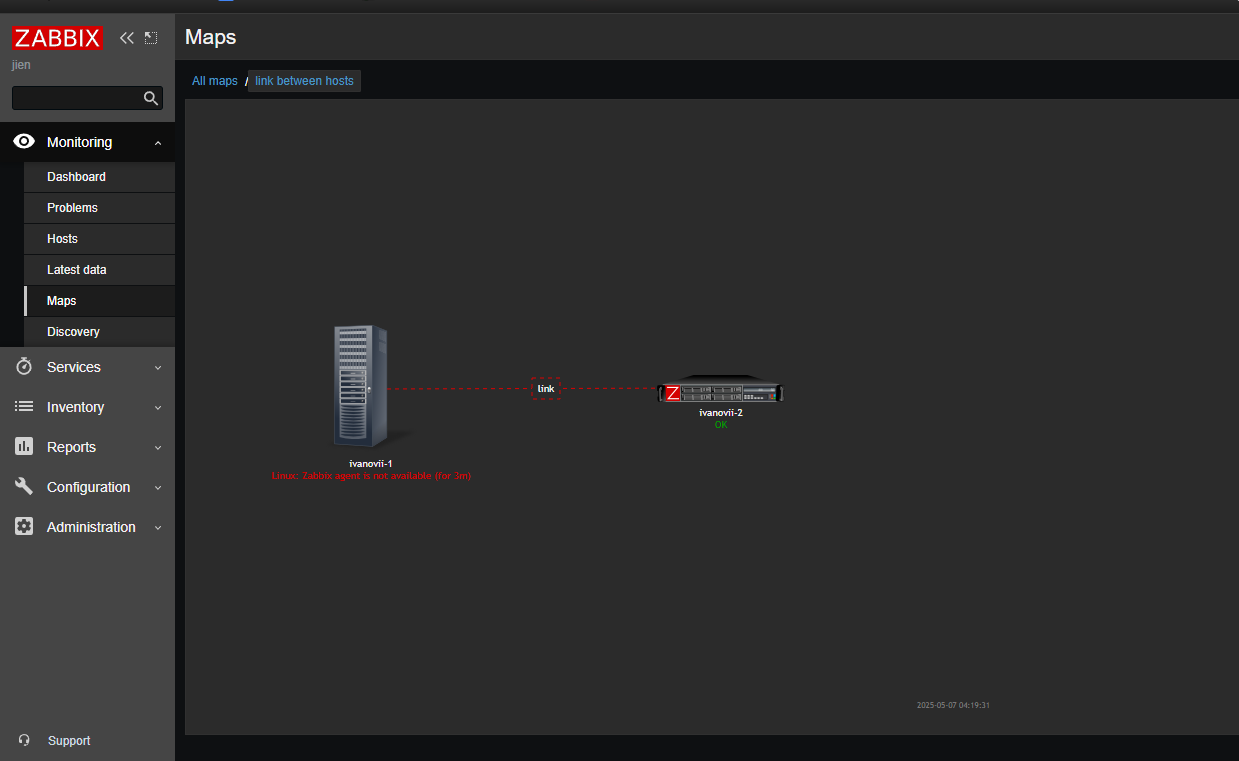 ZABBIX
jien
Monitoring
Dashboard
Problems
Hosts
Latest data
Maps
Discovery
Services
Inventory
Reports
Configuration
Administration
Support
Maps
All maps / link between hosts
link
Z
ivanovii-2
OK
ivanovii-1
Linux: Zabbix agent is not available (for 3m)
2025-05-07 04:19:31